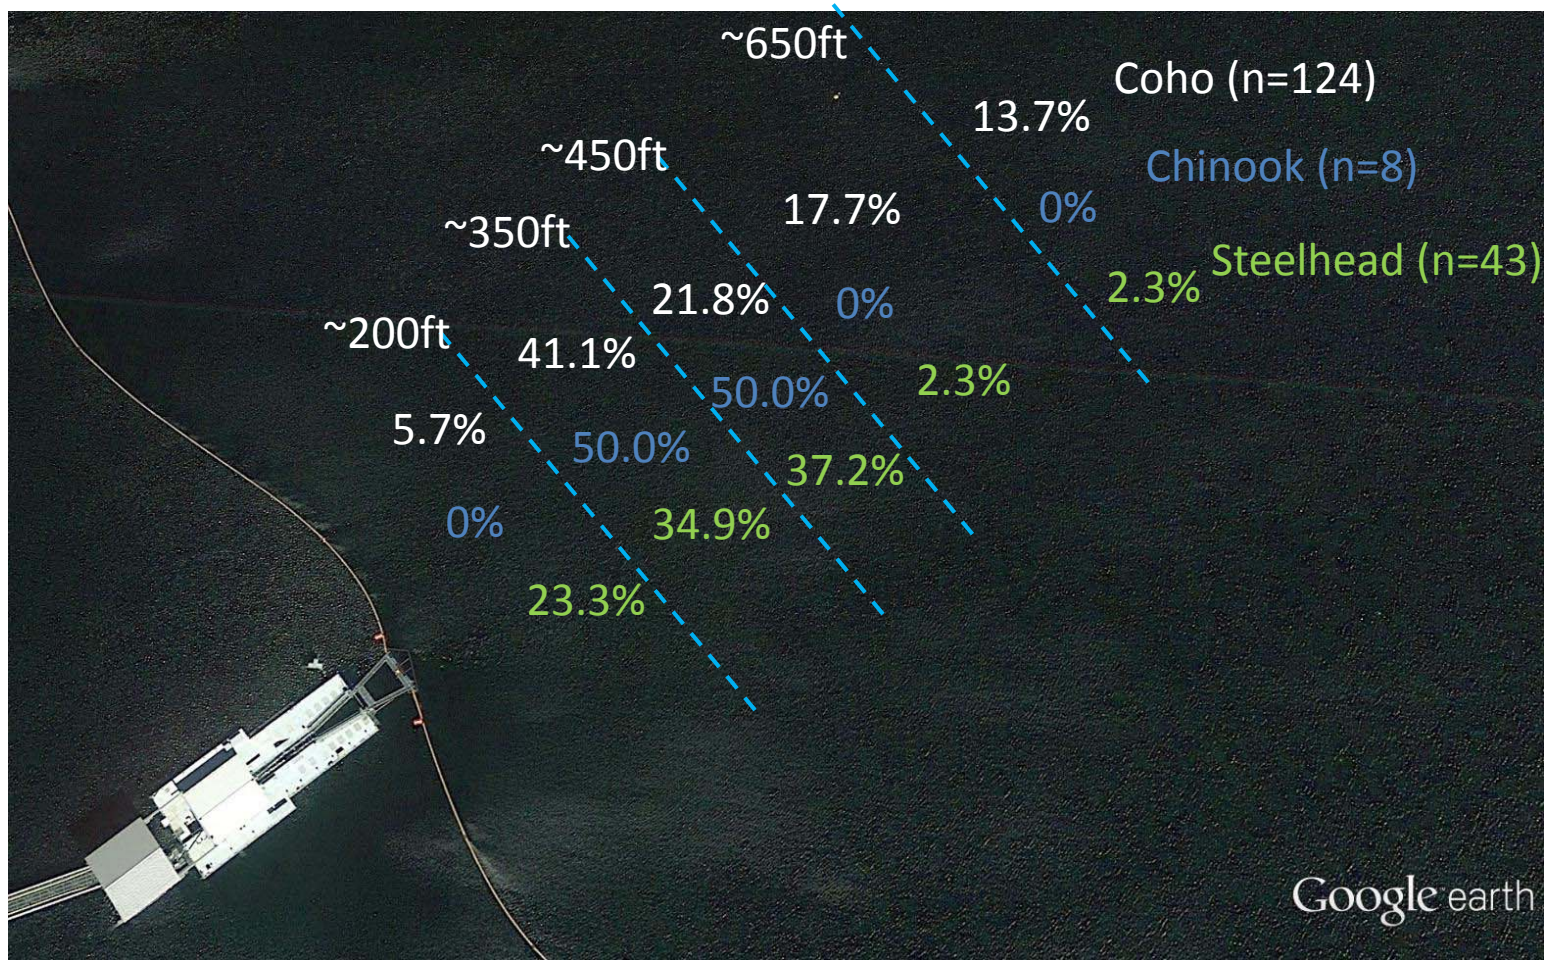 ~650ft
Coho (n=124)
13.7%
~450ft
Chinook (n=8)
17.7%
0%
~350ft
Steelhead (n=43)
2.3%
21.8%
0%
~200ft
41.1%
50.0%
2.3%
5.7%
50.0%
37.2%
0%
34.9%
23.3%
Google earth